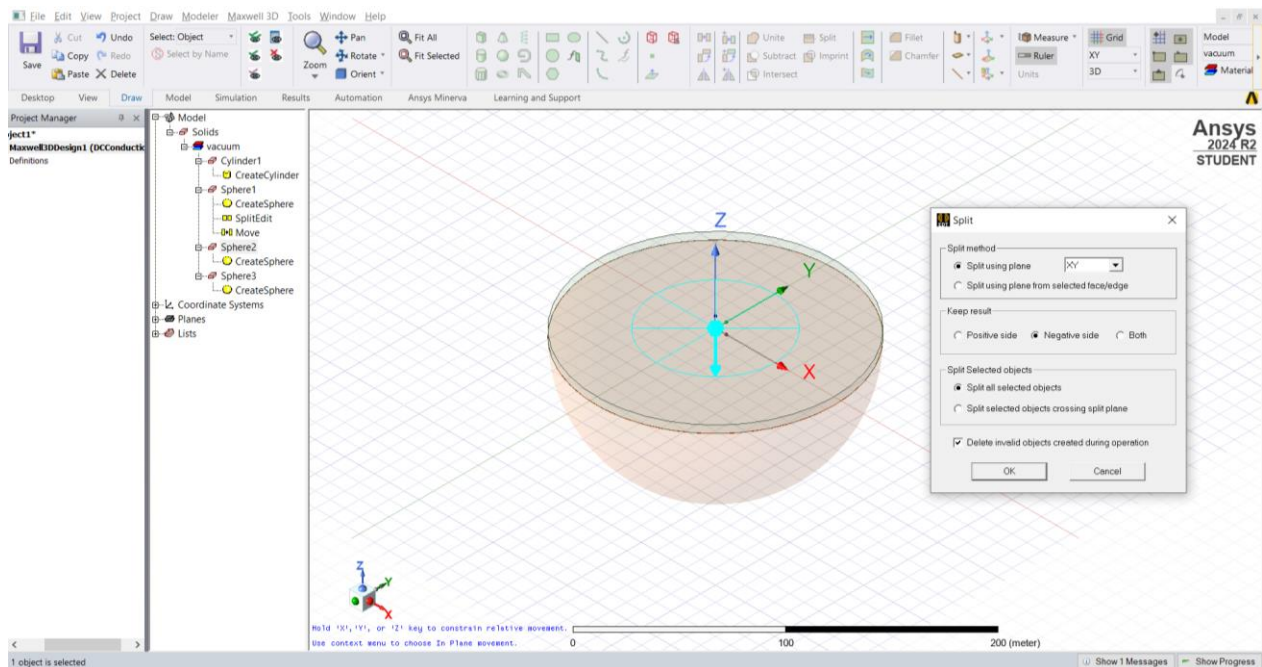 File Edit View Project Draw Modeler Maxwell 3D Tools Window Help
Save
Cut
Undo
Copy
Redo
Paste
Delete
Select: Object
Select by Name
Zoom
Pan
Rotate
Orient
Fit All
Fit Selected
Unite
Split
Subtract
Imprint
Intersect
Fillet
Chamfer
Measure
Ruler
Units
Grid
XY
3D
Model
vacuum
Material
Desktop View Draw Model Simulation Results Automation Ansys Minerva Learning and Support
Project Manager
ject1*
Maxwell3DDesign1 (DCConductic
Definitions
Model
Solids
vacuum
Cylinder1
CreateCylinder
Sphere1
CreateSphere
SplitEdit
Move
Sphere2
CreateSphere
Sphere3
CreateSphere
Coordinate Systems
Planes
Lists
Ansys
2024 R2
STUDENT
Z
Y
X
Split
Split method
Split using plane XY
Split using plane from selected face/edge
Keep result
Positive side Negative side Both
Split Selected objects
Split all selected objects
Split selected objects crossing split plane
Delete invalid objects created during operation
OK Cancel
Z
Y
X
Hold 'X','Y', or 'Z' key to constrain relative movement.
Use context menu to choose In Plane movement.
0 100 200 (meter)
1 object is selected
Show 1 Messages Show Progress